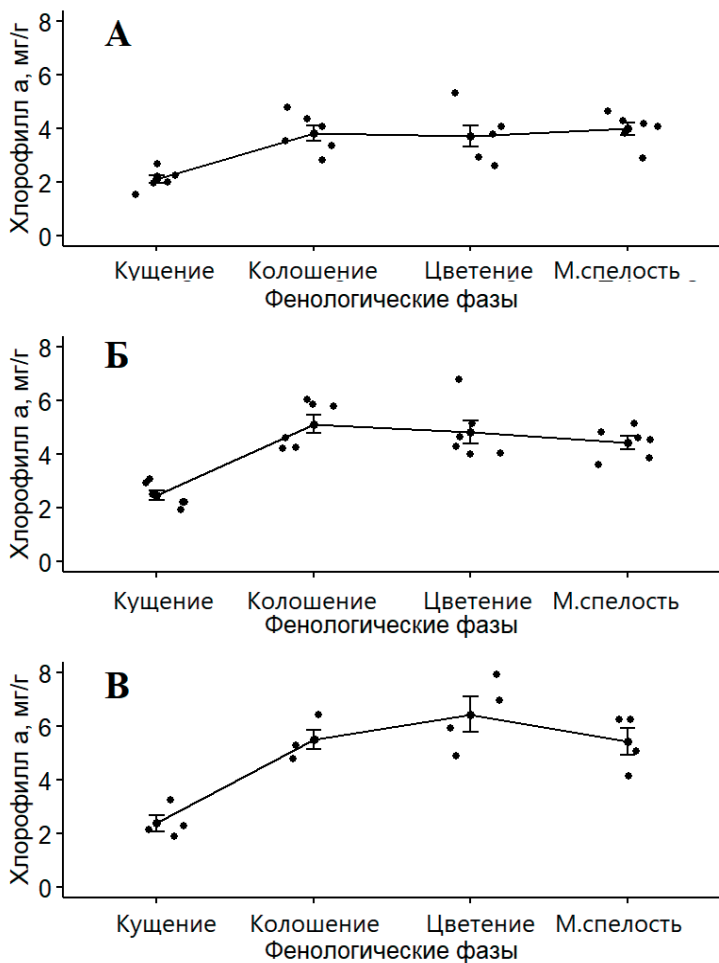 А
Хлорофилл а, мг/г
8
6
4
2
0
Кущение Колошение Цветение М.спелость
Фенологические фазы
Б
Хлорофилл а, мг/г
8
6
4
2
0
Кущение Колошение Цветение М.спелость
Фенологические фазы
В
Хлорофилл а, мг/г
8
6
4
2
0
Кущение Колошение Цветение М.спелость
Фенологические фазы